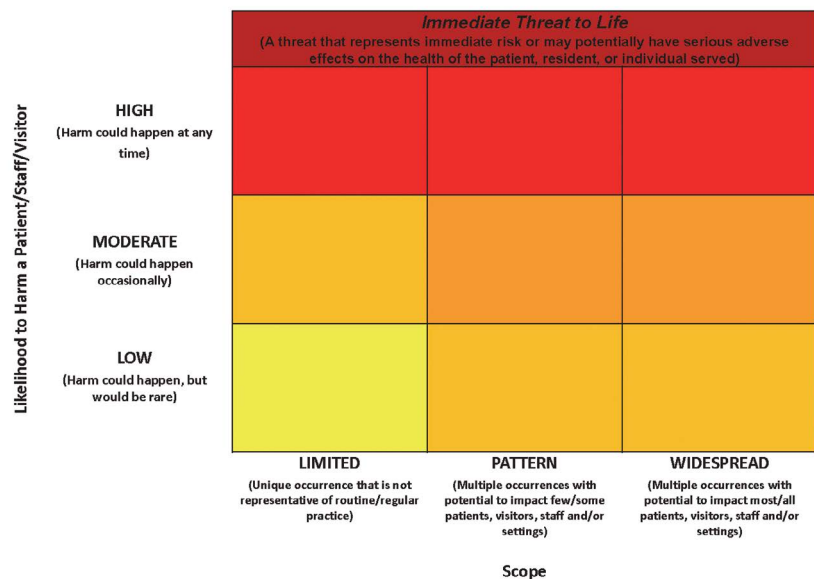 Immediate Threat to Life
(A threat that represents immediate risk or may potentially have serious adverse
effects on the health of the patient, resident, or individual served)
Likelihood to Harm a Patient/Staff/Visitor
HIGH
(Harm could happen at any
time)
MODERATE
(Harm could happen
occasionally)
LOW
(Harm could happen, but
would be rare)
LIMITED
(Unique occurrence that is not
representative of routine/regular
practice)
PATTERN
(Multiple occurrences with
potential to impact few/some
patients, visitors, staff and/or
settings)
WIDESPREAD
(Multiple occurrences with
potential to impact most/all
patients, visitors, staff and/or
settings)
Scope